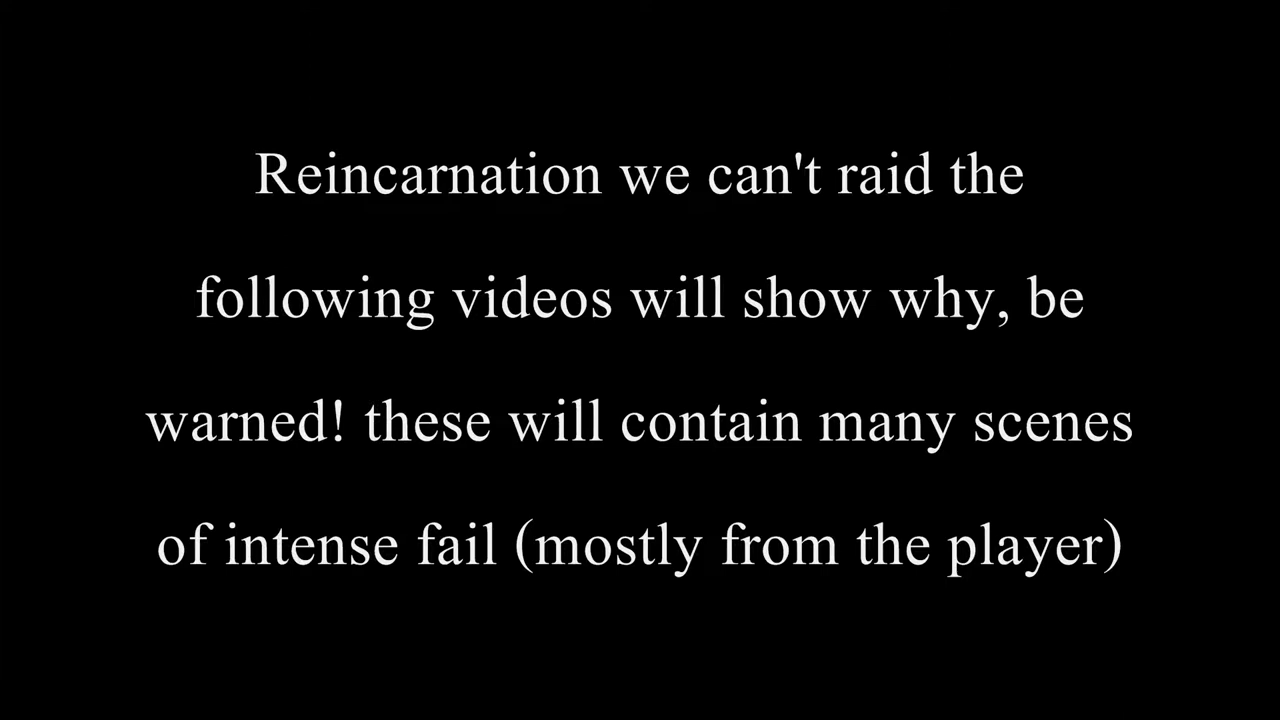 Reincarnation we can't raid the
following videos will show why, be
warned! these will contain many scenes
of intense fail (mostly from the player)